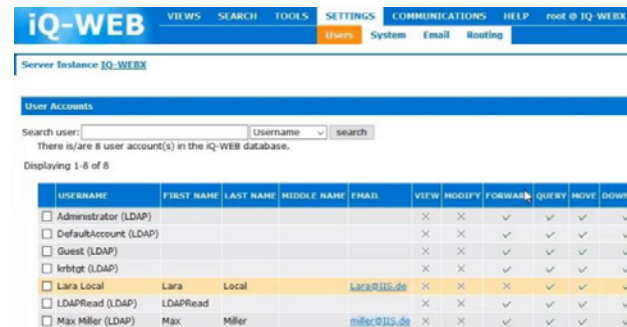 iQ-WEB
VIEWS SEARCH TOOLS SETTINGS COMMUNICATIONS HELP root @ IQ-WEBX
Users System Email Routing
Server Instance IQ-WEBX
User Accounts
Search user: Username search
There is/are 8 user account(s) in the iQ-WEB database.
Displaying 1-8 of 8
USERNAME FIRST NAME LAST NAME MIDDLE NAME EMAIL VIEW MODIFY FORWARD QUERY MOVE DOWN
Administrator (LDAP)
DefaultAccount (LDAP)
Guest (LDAP)
krbtgt (LDAP)
Lara Local Lara Local Lara@IIS.de
LDAPRead (LDAP) LDAPRead
Max Miller (LDAP) Max Miller miller@IIS.de